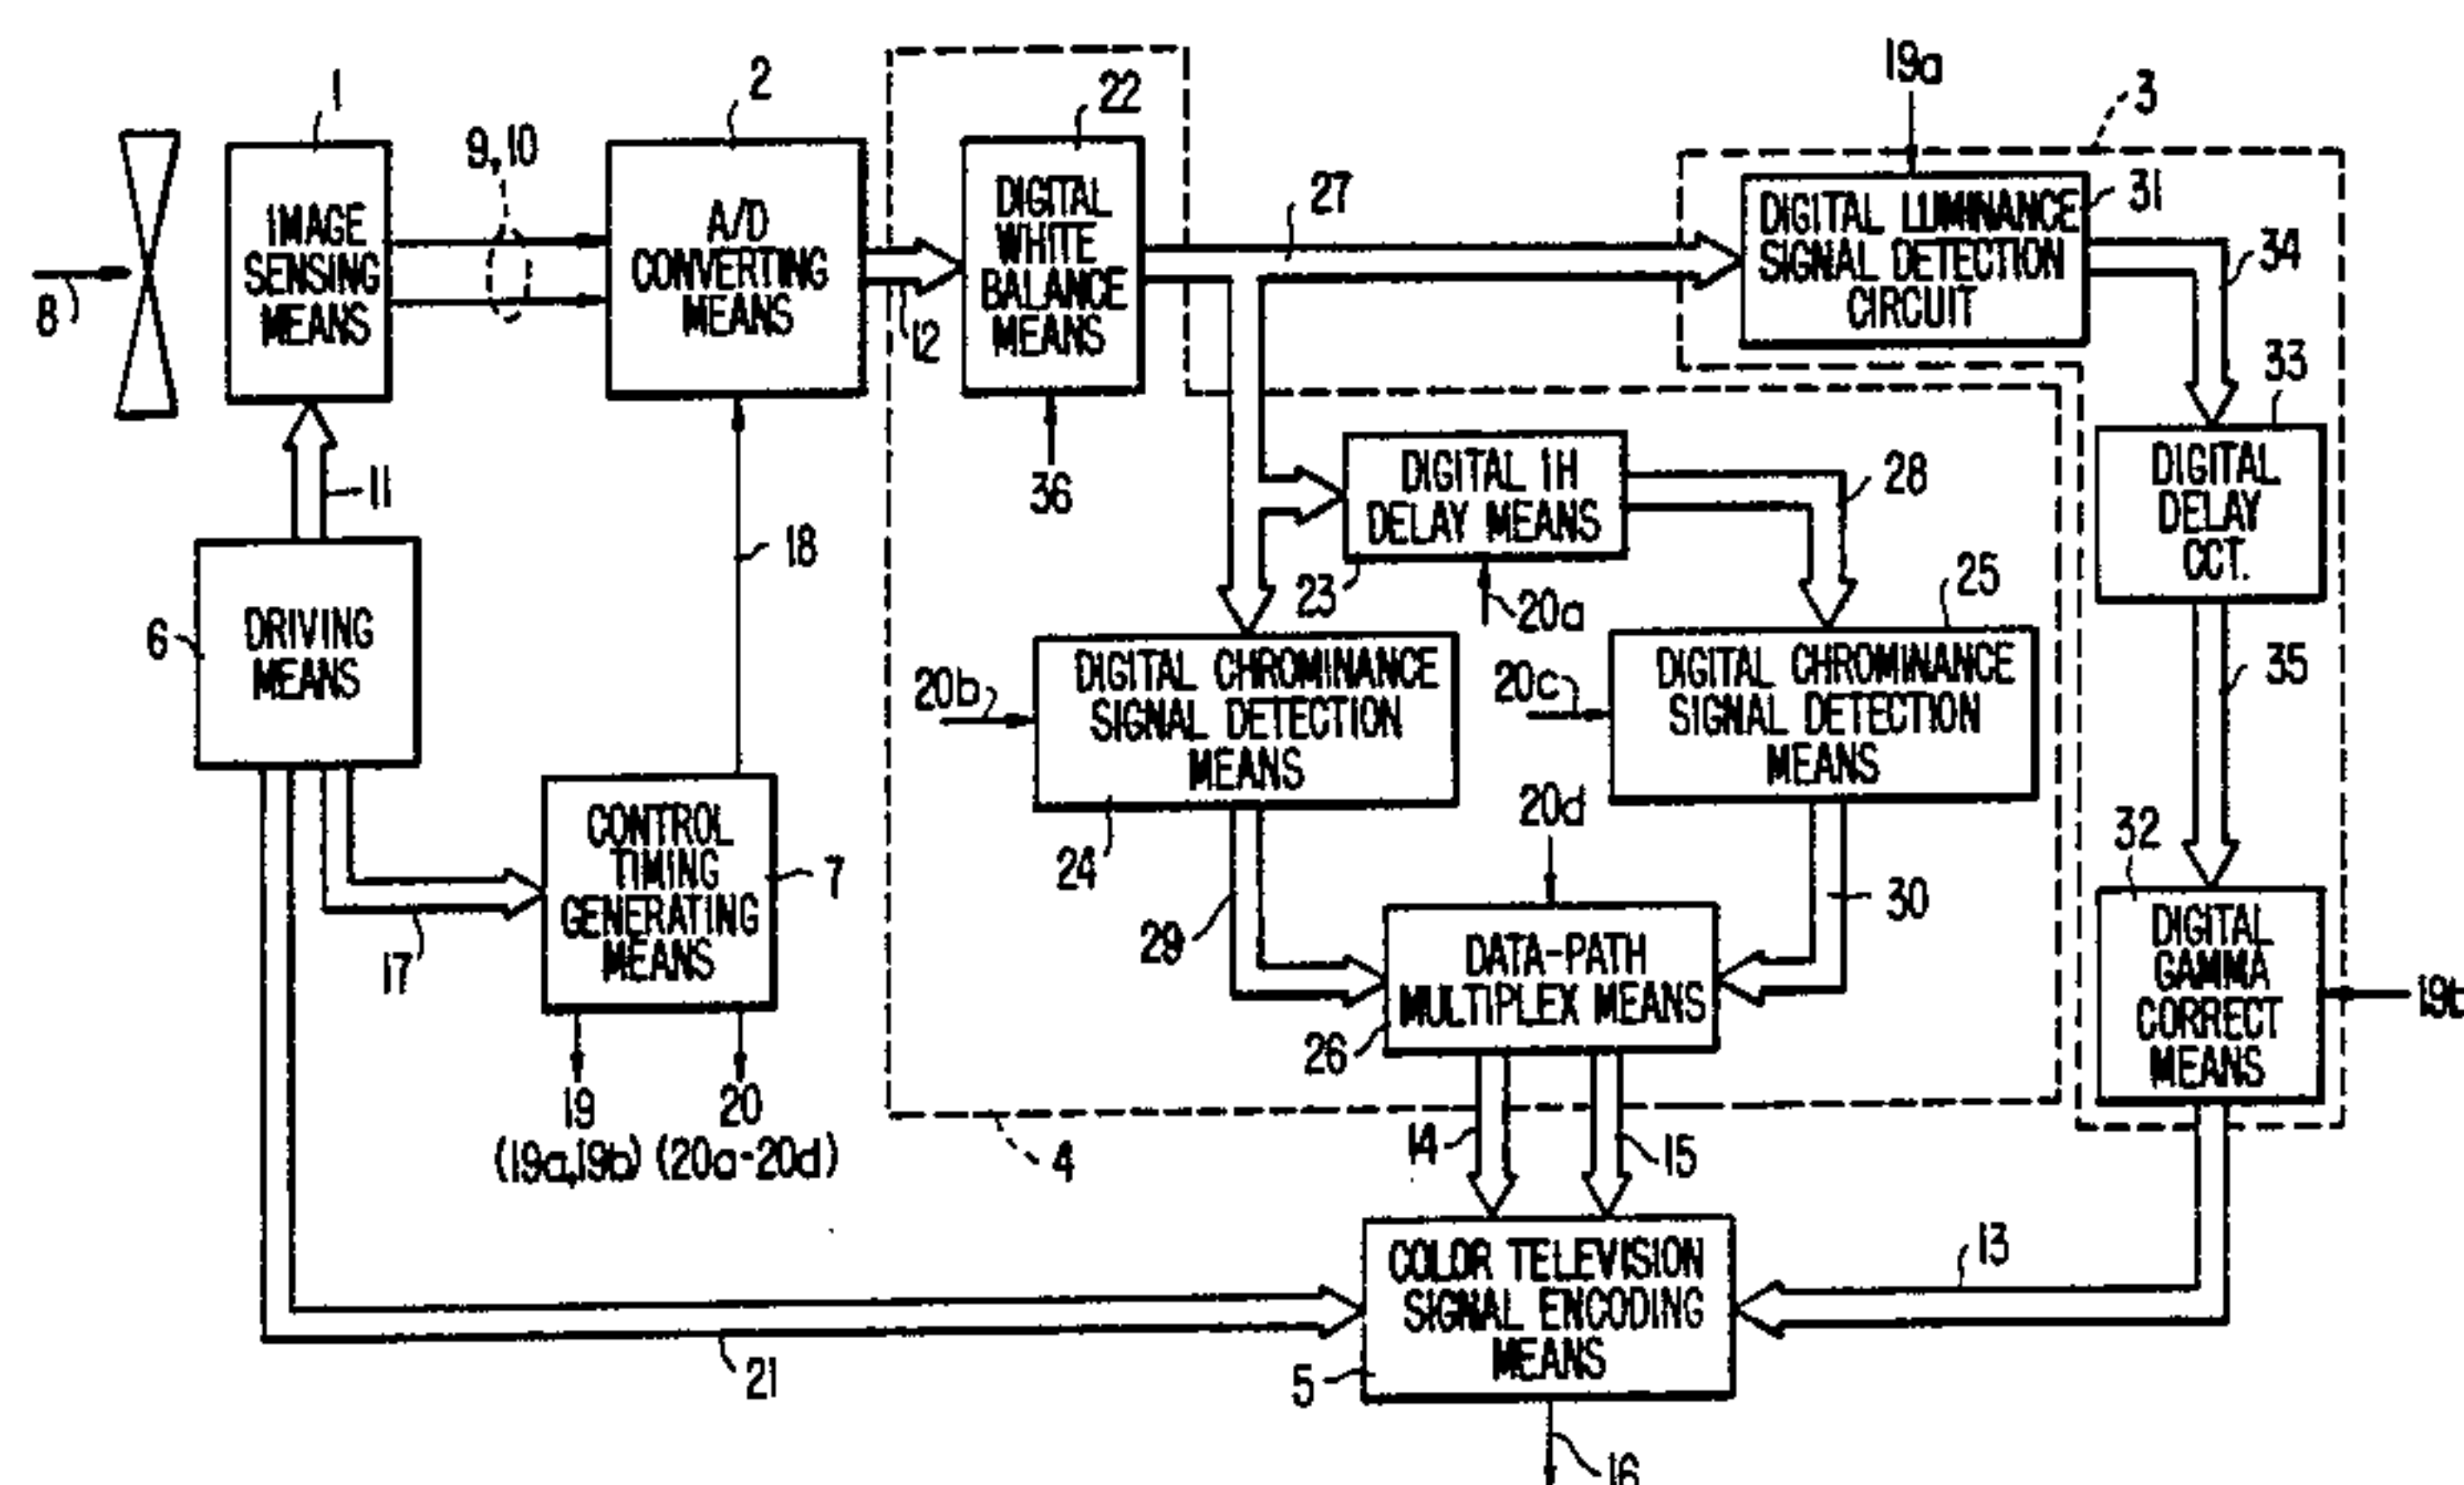 1
2
22
19a
3
9,10
27
31
IMAGE
SENSING
MEANS
A/D
CONVERTING
MEANS
DIGITAL
WHITE
BALANCE
MEANS
DIGITAL LUMINANCE
SIGNAL DETECTION
CIRCUIT
34
8
12
33
11
36
DIGITAL 1H
DELAY MEANS
28
DIGITAL
DELAY
CCT.
18
23
20a
25
6
DRIVING
MEANS
20b
DIGITAL CHROMINANCE
SIGNAL DETECTION
MEANS
20c
DIGITAL CHROMINANCE
SIGNAL DETECTION
MEANS
35
24
20d
32
CONTROL
TIMING
GENERATING
MEANS
7
17
29
30
DATA-PATH
MULTIPLEX MEANS
26
DIGITAL
GAMMA
CORRECT
MEANS
19b
19
20
(19a,19b) (20a-20d)
4
14
15
13
COLOR TELEVISION
SIGNAL ENCODING
MEANS
5
21
16